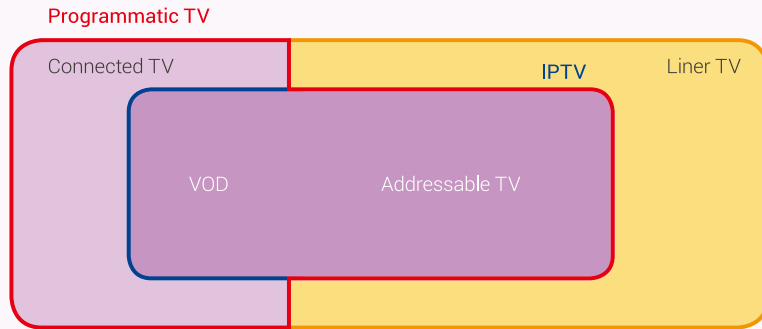 Programmatic TV
Connected TV
IPTV
Liner TV
VOD
Addressable TV